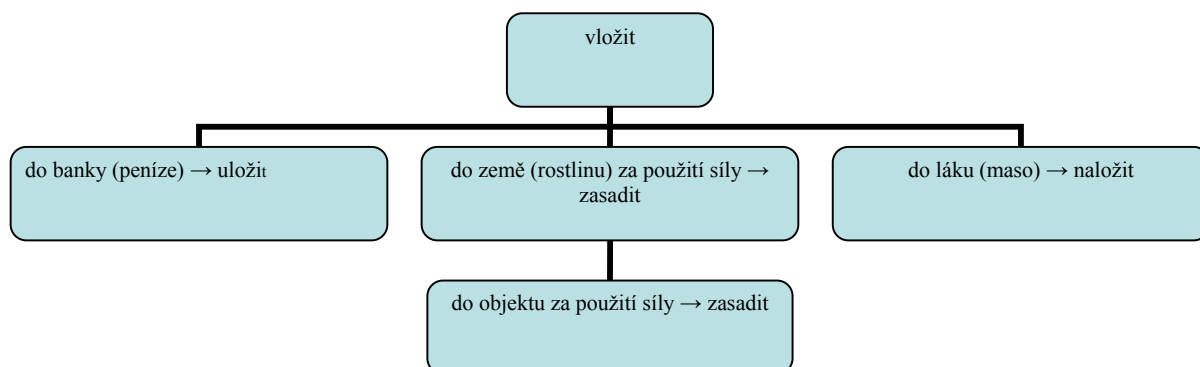 vložit
do banky (peníze) → uložit
do země (rostlinu) za použití síly →
zasadit
do láku (maso) → naložit
do objektu za použití síly → zasadit